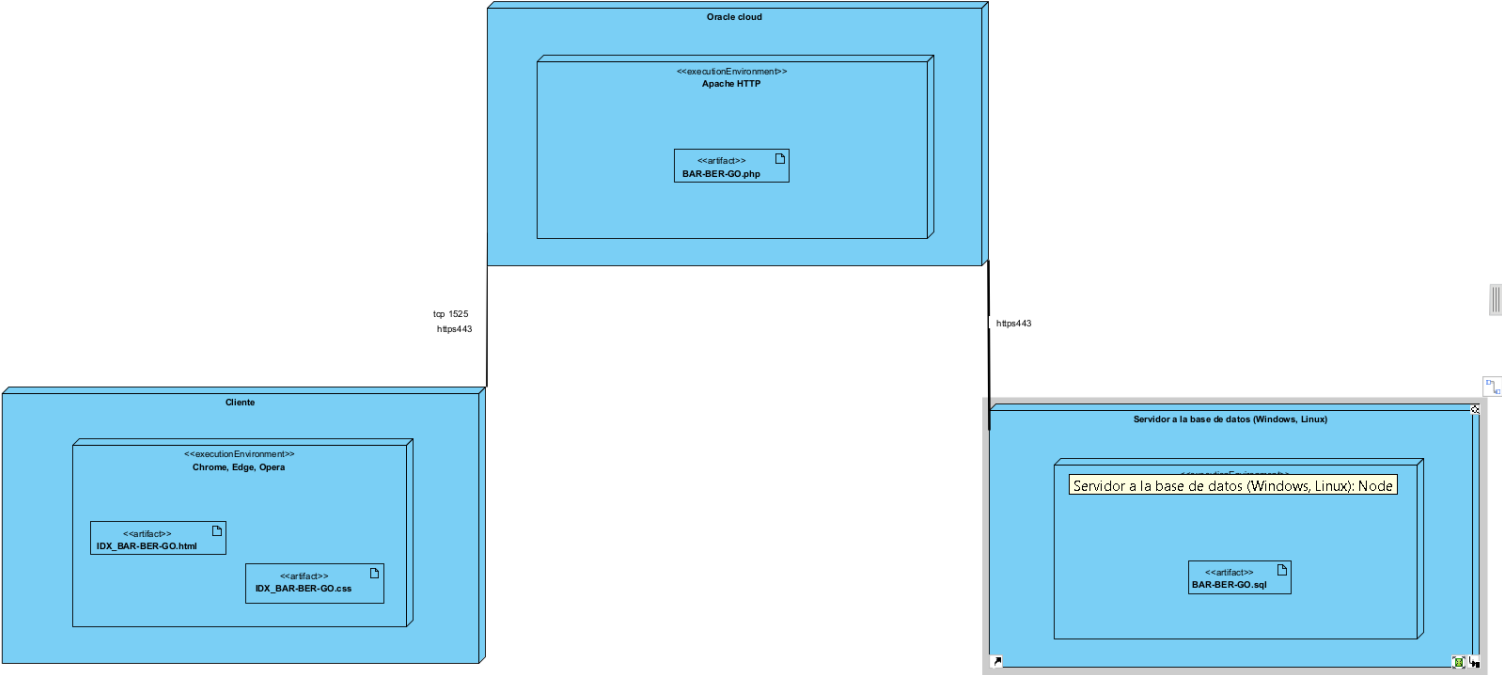 Oracle cloud
<<executionEnvironment>>
Apache HTTP
<<artifact>>
BAR-BER-GO.php
tcp 1525
https443
https443
Cliente
<<executionEnvironment>>
Chrome, Edge, Opera
<<artifact>>
IDX_BAR-BER-GO.html
<<artifact>>
IDX_BAR-BER-GO.css
Servidor a la base de datos (Windows, Linux)
Servidor a la base de datos (Windows, Linux): Node
<<artifact>>
BAR-BER-GO.sql